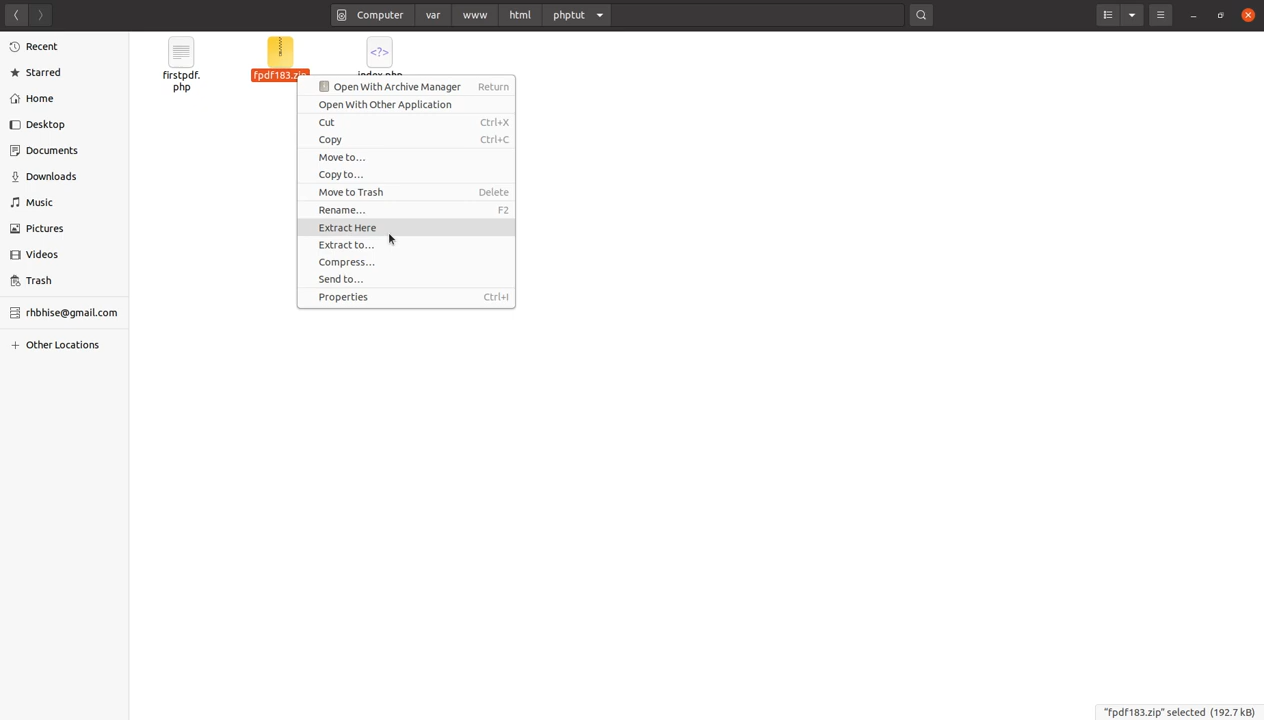 Computer var www html phptut
Recent
Starred
Home
Desktop
Documents
Downloads
Music
Pictures
Videos
Trash
rhbhise@gmail.com
+ Other Locations
firstpdf.
php
fpdf183.zip
index.php
<?>
Open With Archive Manager Return
Open With Other Application
Cut Ctrl+X
Copy Ctrl+C
Move to…
Copy to…
Move to Trash Delete
Rename… F2
Extract Here
Extract to…
Compress…
Send to…
Properties Ctrl+I
"fpdf183.zip" selected (192.7 kB)